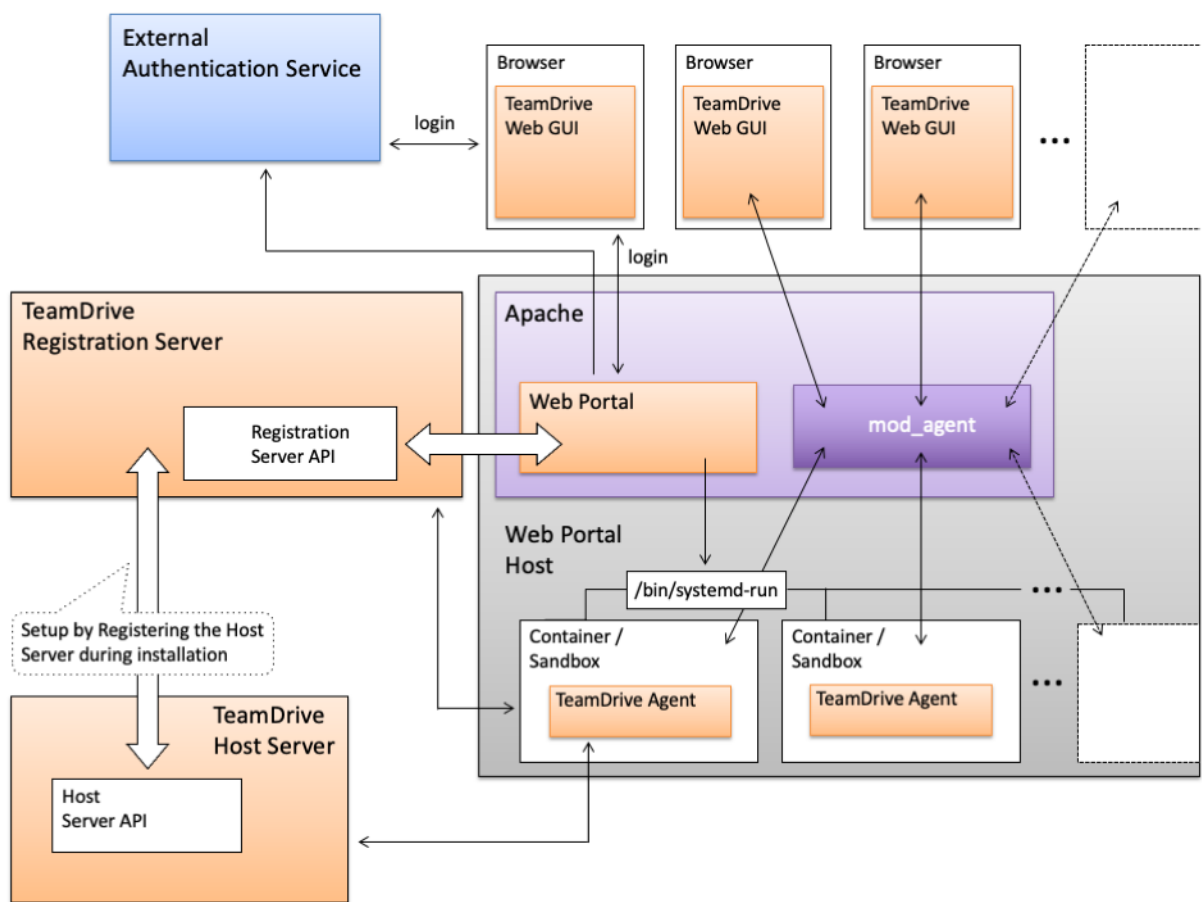 External
Authentication Service
login
Browser
TeamDrive
Web GUI
Browser
TeamDrive
Web GUI
Browser
TeamDrive
Web GUI
...
login
TeamDrive
Registration Server
Registration
Server API
Apache
Web Portal
mod_agent
Web Portal
Host
/bin/systemd-run
...
Setup by Registering the Host
Server during installation
Container /
Sandbox
TeamDrive Agent
Container /
Sandbox
TeamDrive Agent
...
TeamDrive
Host Server
Host
Server API